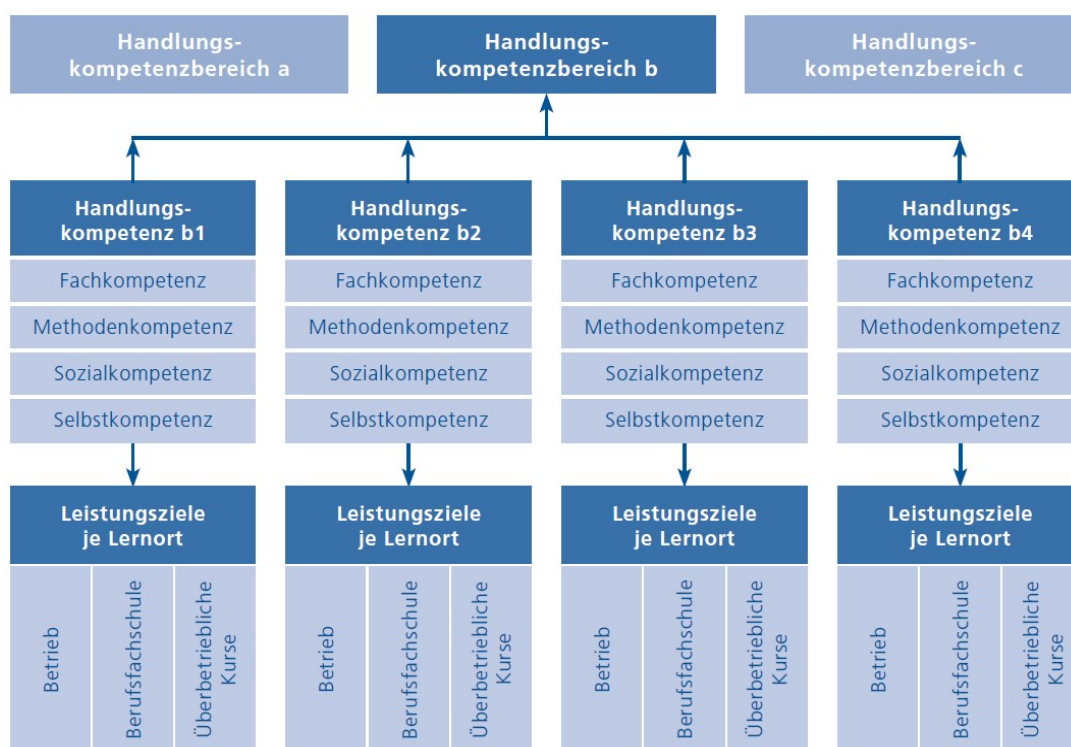 Handlungs-
kompetenzbereich a
Handlungs-
kompetenzbereich b
Handlungs-
kompetenzbereich c
Handlungs-
kompetenz b1
Fachkompetenz
Methodenkompetenz
Sozialkompetenz
Selbstkompetenz
Leistungsziele
je Lernort
Betrieb
Berufsfachschule
Überbetriebliche
Kurse
Handlungs-
kompetenz b2
Fachkompetenz
Methodenkompetenz
Sozialkompetenz
Selbstkompetenz
Leistungsziele
je Lernort
Betrieb
Berufsfachschule
Überbetriebliche
Kurse
Handlungs-
kompetenz b3
Fachkompetenz
Methodenkompetenz
Sozialkompetenz
Selbstkompetenz
Leistungsziele
je Lernort
Betrieb
Berufsfachschule
Überbetriebliche
Kurse
Handlungs-
kompetenz b4
Fachkompetenz
Methodenkompetenz
Sozialkompetenz
Selbstkompetenz
Leistungsziele
je Lernort
Betrieb
Berufsfachschule
Überbetriebliche
Kurse